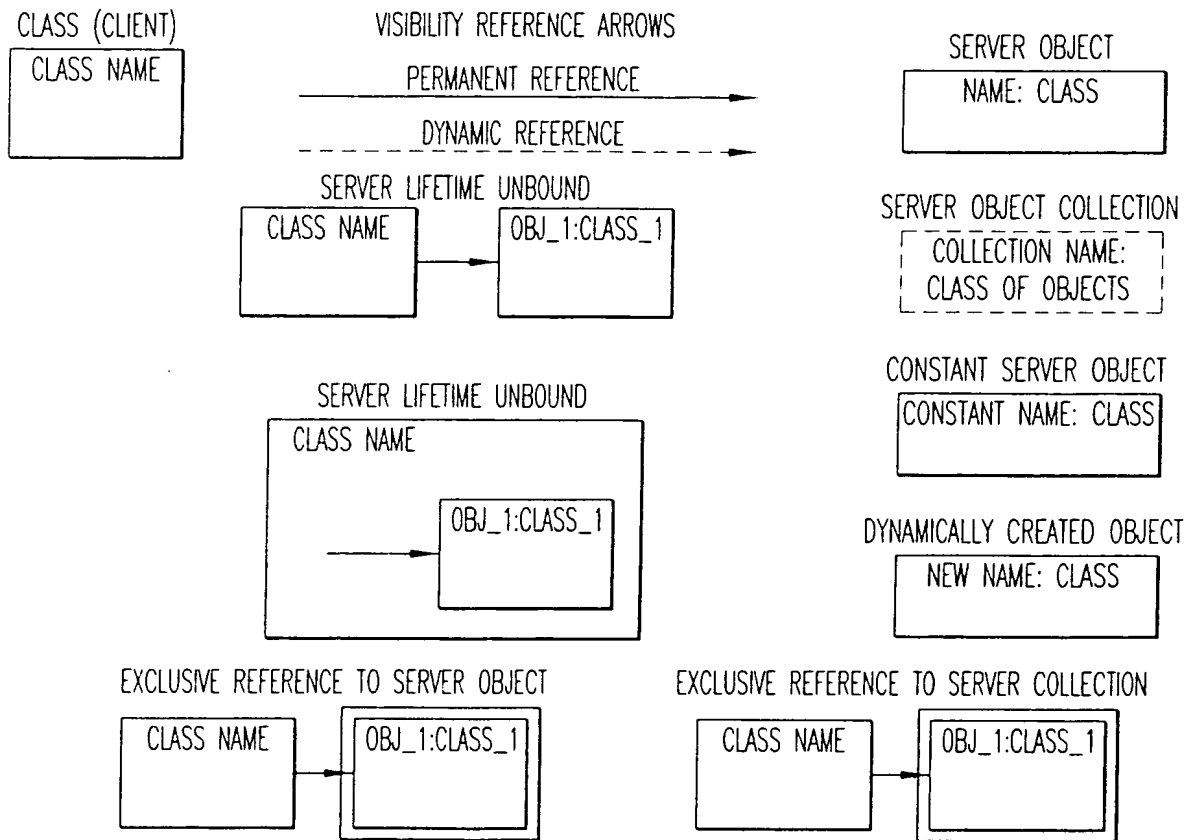 CLASS (CLIENT)
CLASS NAME
VISIBILITY REFERENCE ARROWS
PERMANENT REFERENCE
DYNAMIC REFERENCE
SERVER OBJECT
NAME: CLASS
SERVER LIFETIME UNBOUND
CLASS NAME
OBJ_1:CLASS_1
SERVER OBJECT COLLECTION
COLLECTION NAME:
CLASS OF OBJECTS
SERVER LIFETIME UNBOUND
CLASS NAME
OBJ_1:CLASS_1
CONSTANT SERVER OBJECT
CONSTANT NAME: CLASS
DYNAMICALLY CREATED OBJECT
NEW NAME: CLASS
EXCLUSIVE REFERENCE TO SERVER OBJECT
CLASS NAME
OBJ_1:CLASS_1
EXCLUSIVE REFERENCE TO SERVER COLLECTION
CLASS NAME
OBJ_1:CLASS_1